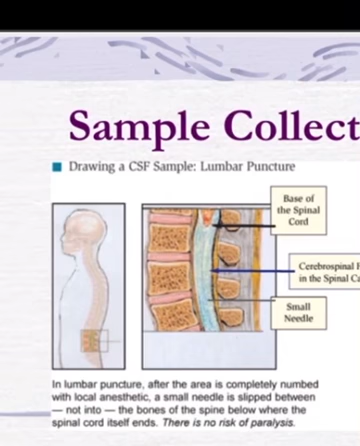 Sample Collect
Drawing a CSF Sample: Lumbar Puncture
Base of
the Spinal
Cord
Cerebrospinal
in the Spinal
Small
Needle
In lumbar puncture, after the area is completely numbed
with local anesthetic, a small needle is slipped between
— not into — the bones of the spine below where the
spinal cord itself ends. There is no risk of paralysis.